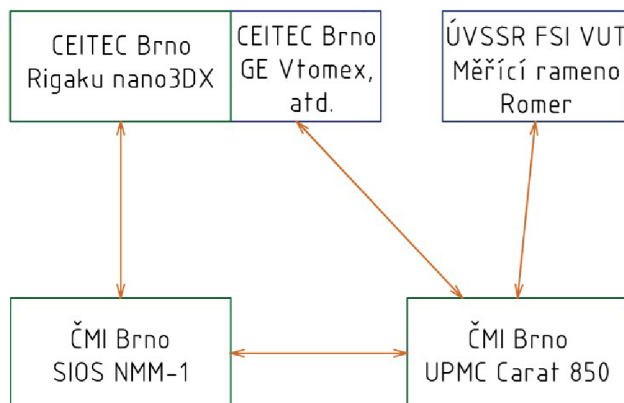 CEITEC Brno
Rigaku nano3DX
CEITEC Brno
GE Vtomex,
atd.
ÚVSSR FSI VUT
Měřící rameno
Romer
ČMI Brno
SIOS NMM-1
ČMI Brno
UPMC Carat 850